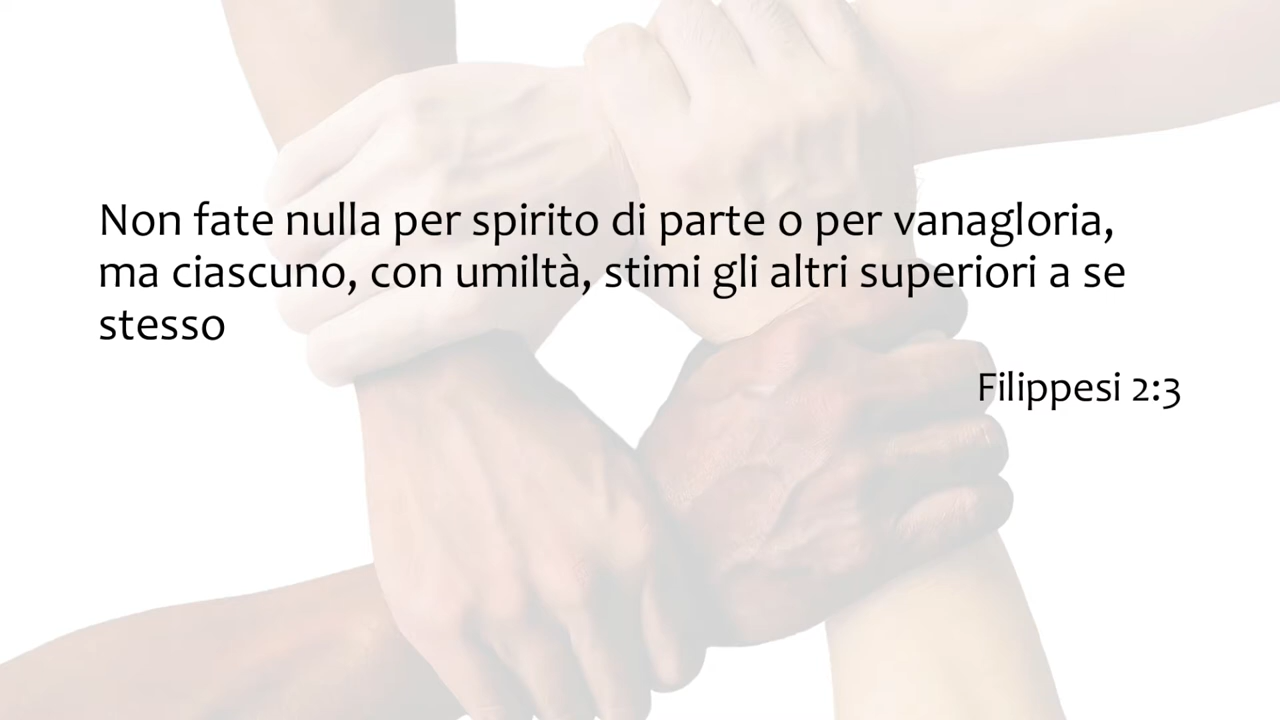 Non fate nulla per spirito di parte o per vanagloria,
ma ciascuno, con umiltà, stimi gli altri superiori a se
stesso
Filippesi 2:3